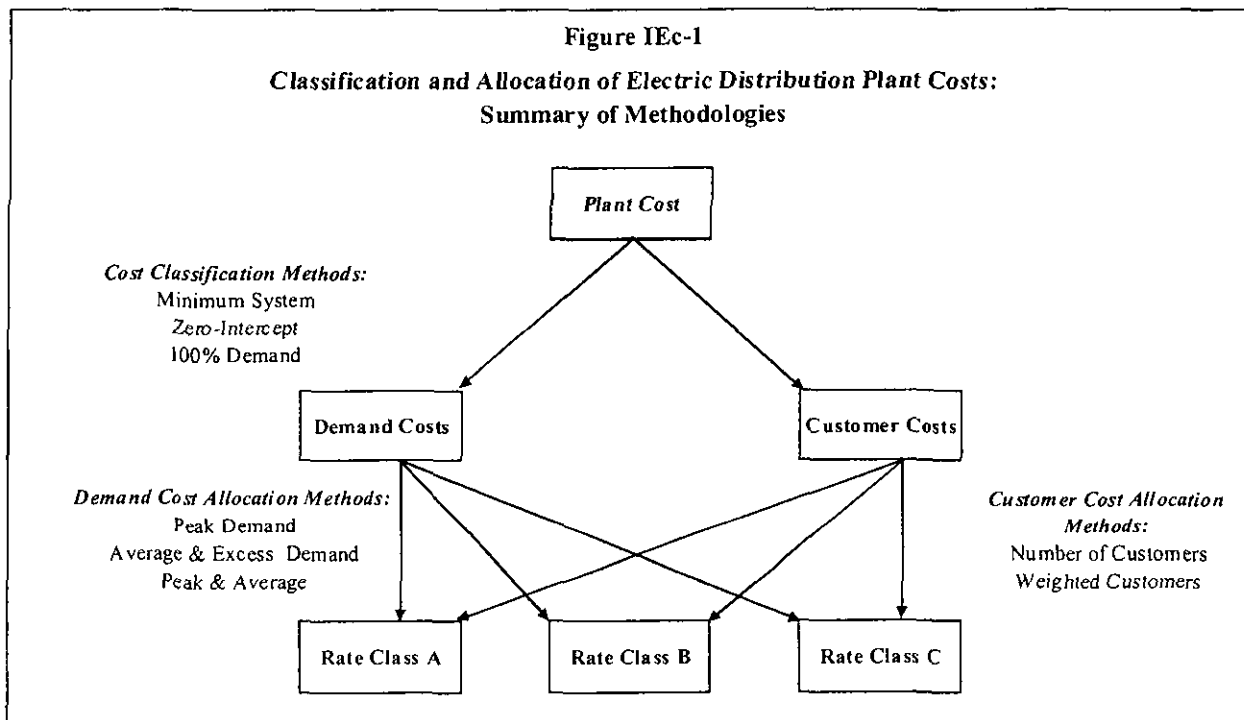 Figure IEc-1
Classification and Allocation of Electric Distribution Plant Costs:
Summary of Methodologies
Plant Cost
Cost Classification Methods:
Minimum System
Zero-Intercept
100% Demand
Demand Costs
Customer Costs
Demand Cost Allocation Methods:
Peak Demand
Average & Excess Demand
Peak & Average
Customer Cost Allocation
Methods:
Number of Customers
Weighted Customers
Rate Class A
Rate Class B
Rate Class C